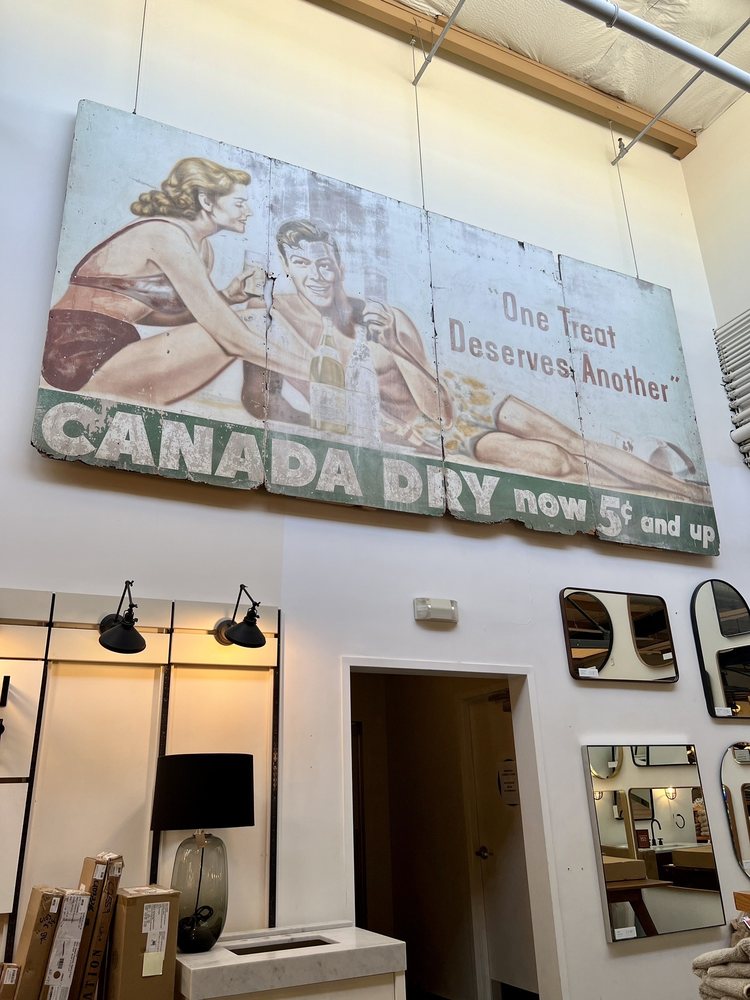 "One Treat
Deserves Another"
CANADA DRY now 5¢ and up